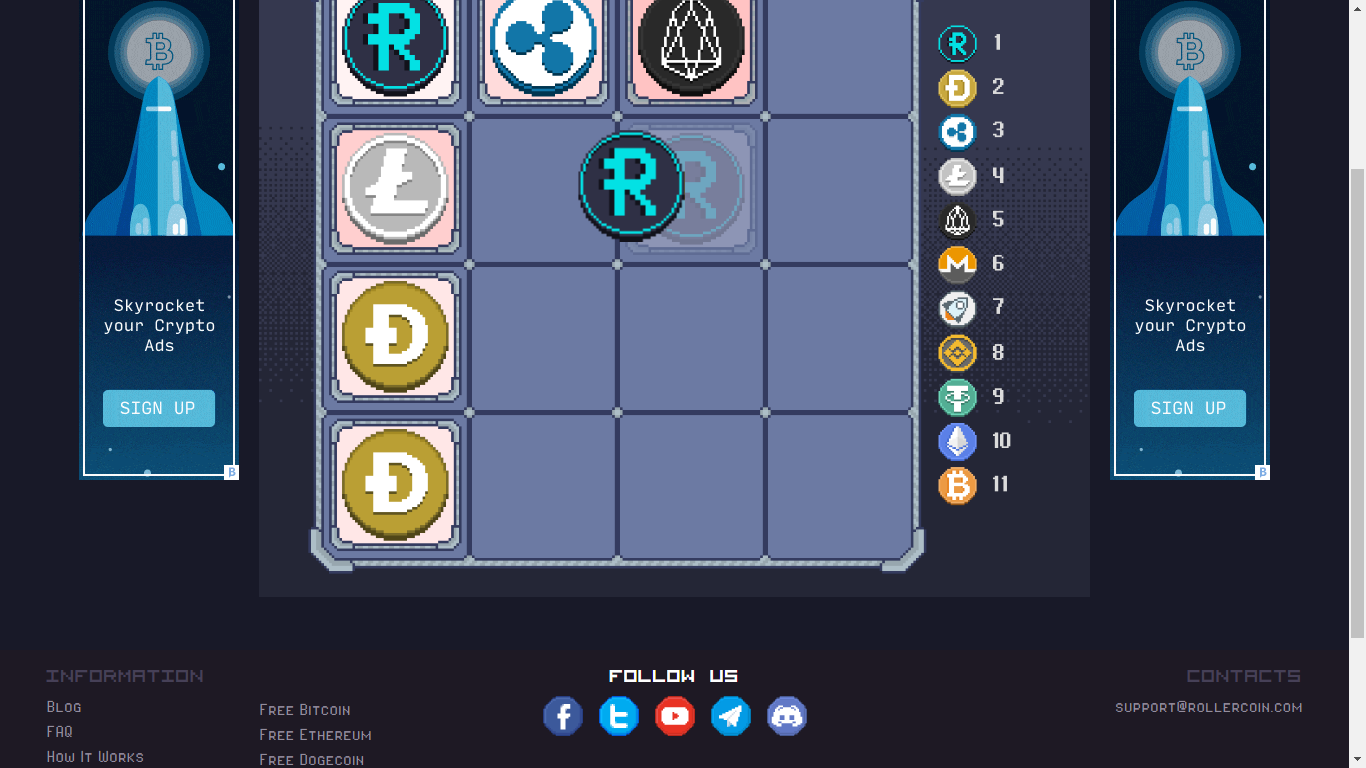 1
2
3
4
5
6
7
8
9
10
11
Skyrocket
your Crypto
Ads
SIGN UP
Skyrocket
your Crypto
Ads
SIGN UP
INFORMATION
Blog
FAQ
How It Works
Free Bitcoin
Free Ethereum
Free Dogecoin
FOLLOW US
CONTACTS
support@rollercoin.com